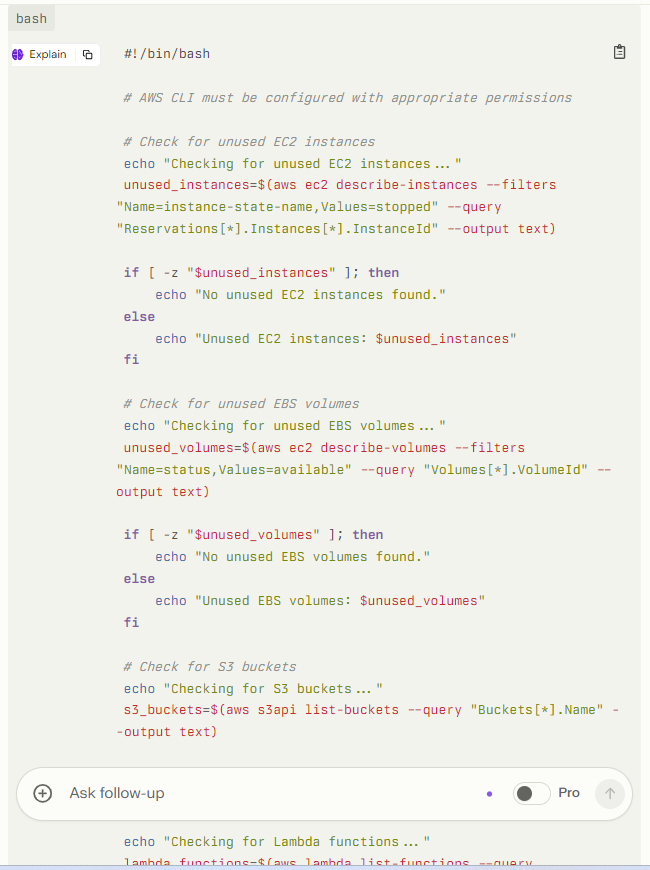 bash
Explain
#!/bin/bash
# AWS CLI must be configured with appropriate permissions
# Check for unused EC2 instances
echo "Checking for unused EC2 instances..."
unused_instances=$(aws ec2 describe-instances --filters
"Name=instance-state-name,Values=stopped" --query
"Reservations[*].Instances[*].InstanceId" --output text)
if [ -z "$unused_instances" ]; then
echo "No unused EC2 instances found."
else
echo "Unused EC2 instances: $unused_instances"
fi
# Check for unused EBS volumes
echo "Checking for unused EBS volumes..."
unused_volumes=$(aws ec2 describe-volumes --filters
"Name=status,Values=available" --query "Volumes[*].VolumeId" --
output text)
if [ -z "$unused_volumes" ]; then
echo "No unused EBS volumes found."
else
echo "Unused EBS volumes: $unused_volumes"
fi
# Check for S3 buckets
echo "Checking for S3 buckets..."
s3_buckets=$(aws s3api list-buckets --query "Buckets[*].Name" -
-output text)
Ask follow-up
Pro
echo "Checking for Lambda functions..."
lambda_functions=$(aws lambda list-functions --query